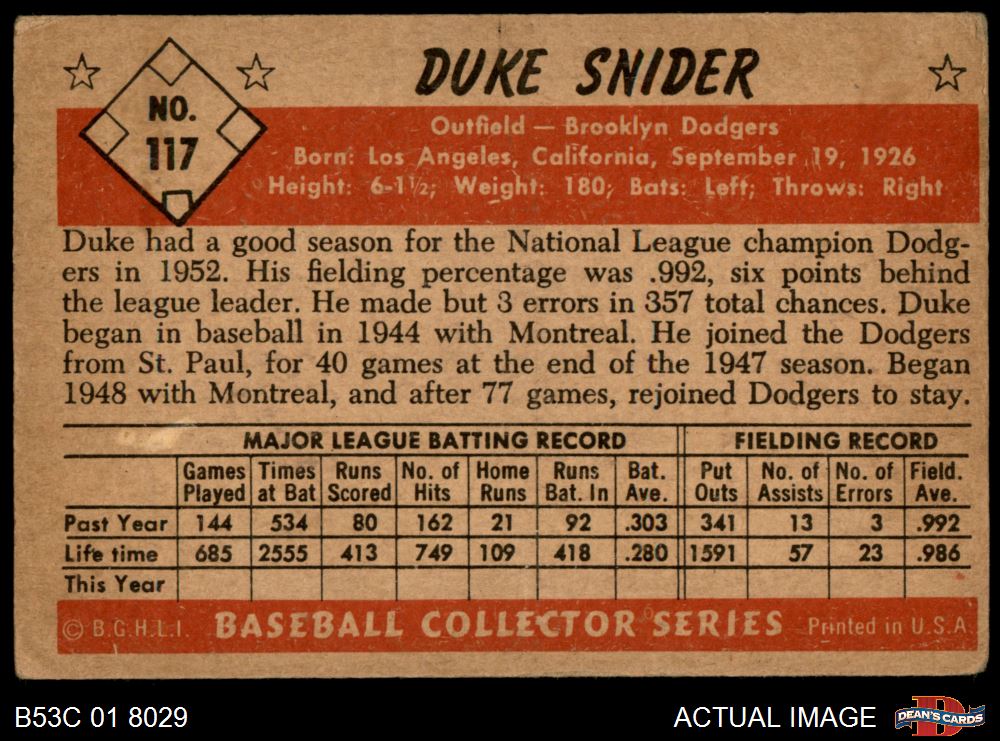 NO.
117
DUKE SNIDER
Outfield — Brooklyn Dodgers
Born: Los Angeles, California, September 19, 1926
Height: 6-1½; Weight: 180; Bats: Left; Throws: Right
Duke had a good season for the National League champion Dodg-
ers in 1952. His fielding percentage was .992, six points behind
the league leader. He made but 3 errors in 357 total chances. Duke
began in baseball in 1944 with Montreal. He joined the Dodgers
from St. Paul, for 40 games at the end of the 1947 season. Began
1948 with Montreal, and after 77 games, rejoined Dodgers to stay.
MAJOR LEAGUE BATTING RECORD FIELDING RECORD
Games Times Runs No. of Home Runs Bat. Put No. of No. of Field.
Played at Bat Scored Hits Runs Bat. In Ave. Outs Assists Errors Ave.
Past Year 144 534 80 162 21 92 .303 341 13 3 .992
Life time 685 2555 413 749 109 418 .280 1591 57 23 .986
This Year
© B.G.H.L.I. BASEBALL COLLECTOR SERIES Printed in U.S.A.
B53C 01 8029 ACTUAL IMAGE D DEAN'S CARDS